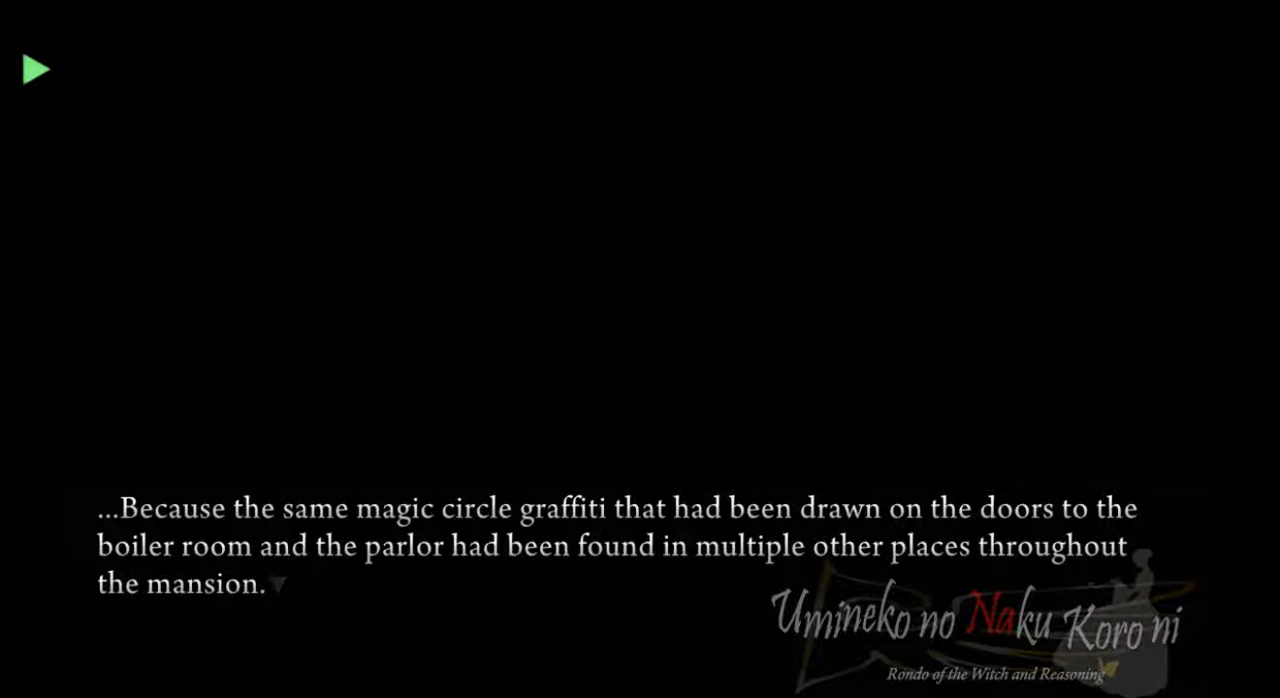 ...Because the same magic circle graffiti that had been drawn on the doors to the
boiler room and the parlor had been found in multiple other places throughout
the mansion.
Umineko no Naku Koro ni
Rondo of the Witch and Reasoning